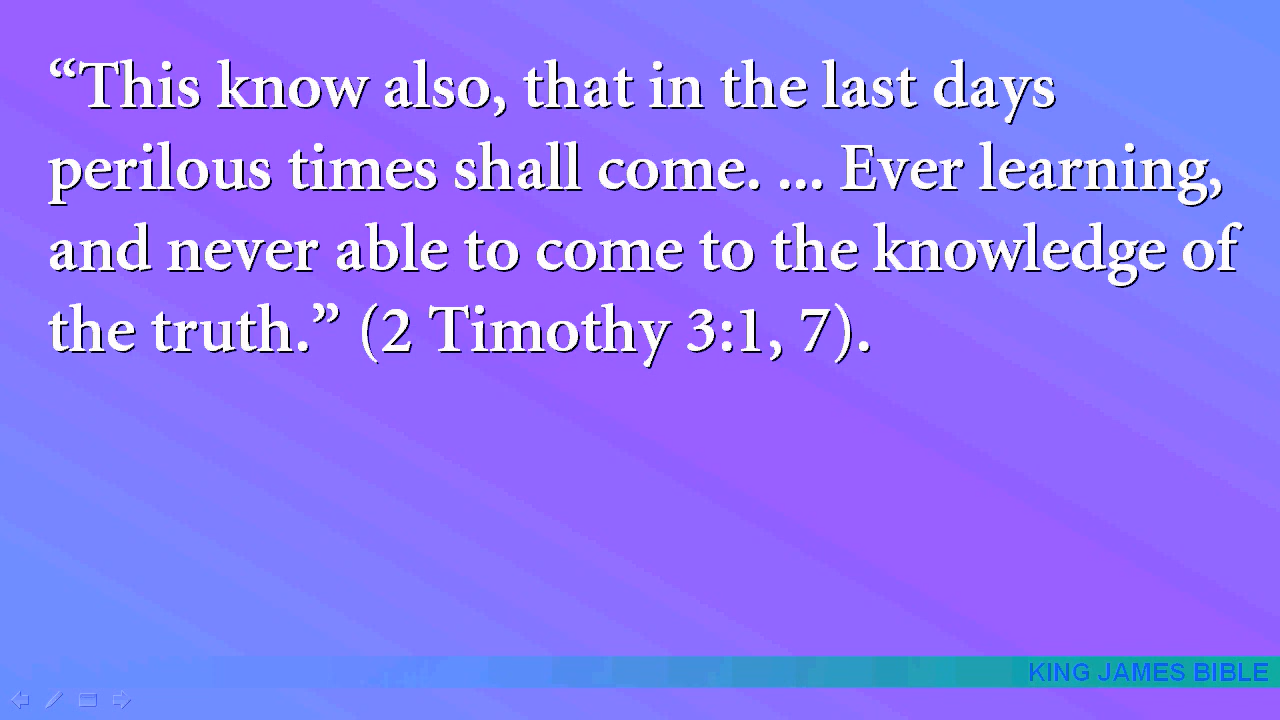 “This know also, that in the last days
perilous times shall come. ... Ever learning,
and never able to come to the knowledge of
the truth.” (2 Timothy 3:1, 7).
KING JAMES BIBLE